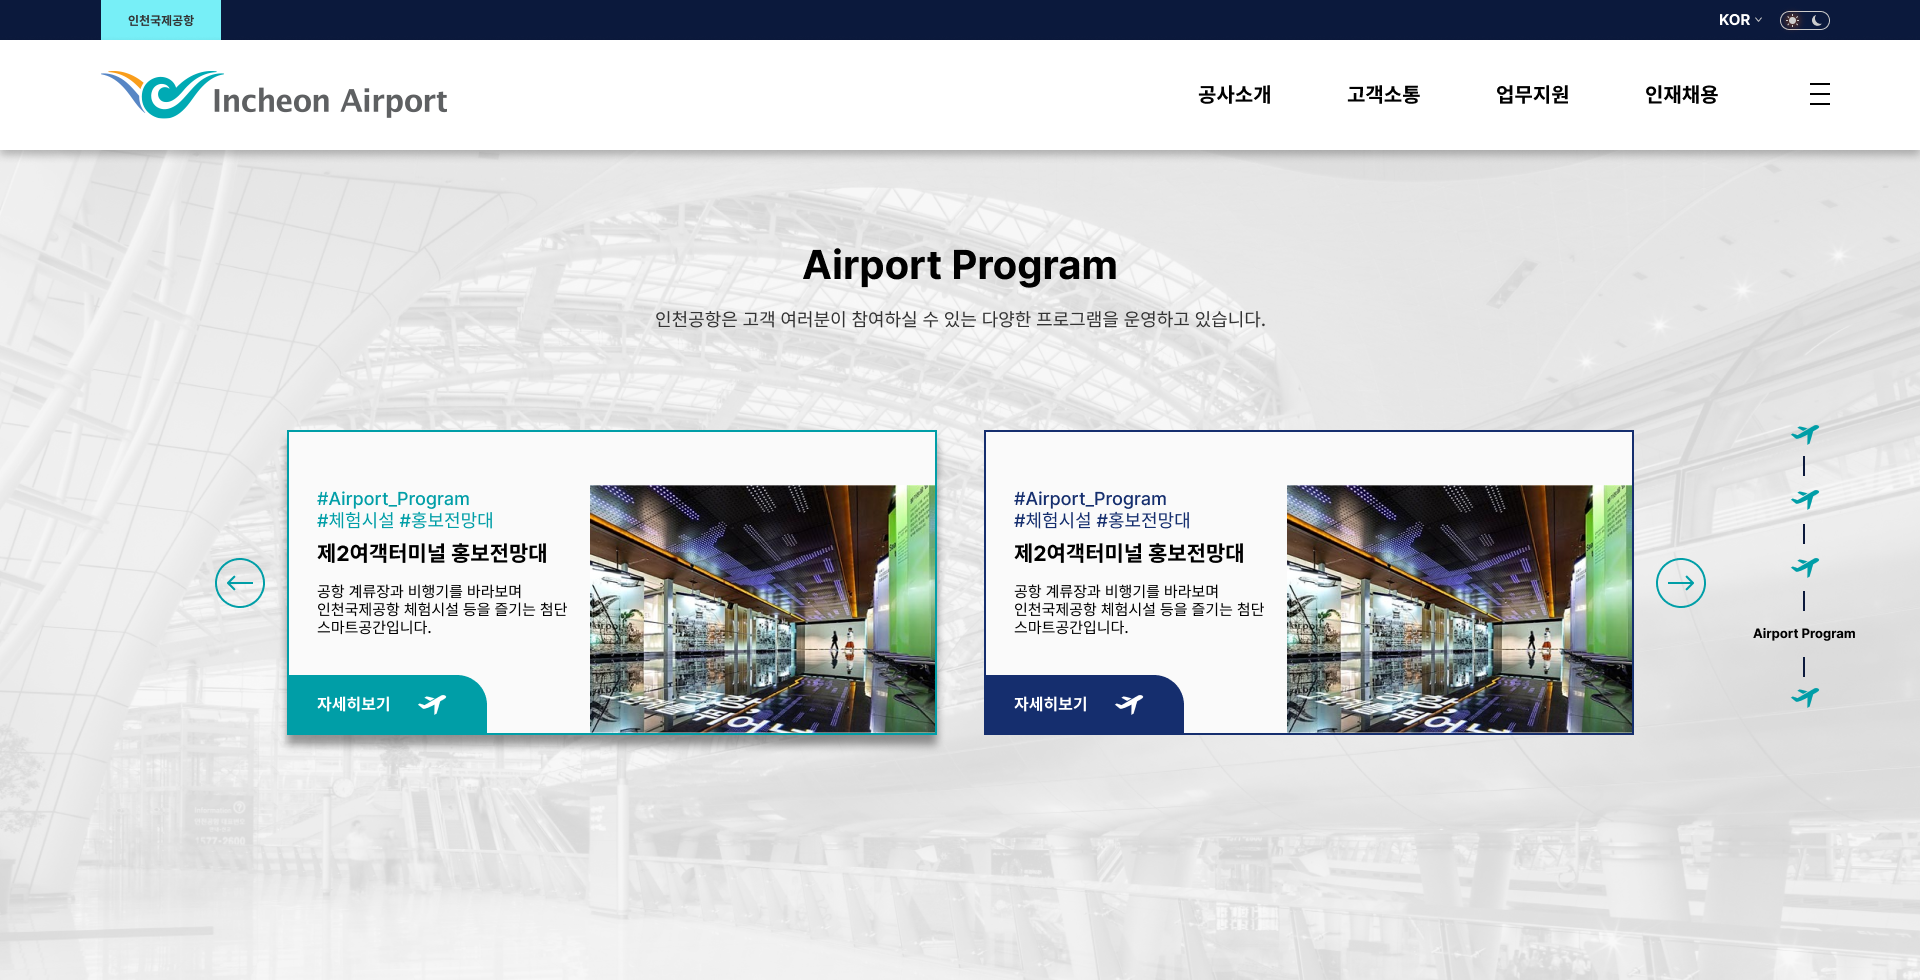 인천국제공항
KOR
Incheon Airport
공사소개
고객소통
업무지원
인재채용
Airport Program
인천공항은 고객 여러분이 참여하실 수 있는 다양한 프로그램을 운영하고 있습니다.
#Airport_Program
#체험시설 #홍보전망대
제2여객터미널 홍보전망대
공항 계류장과 비행기를 바라보며
인천국제공항 체험시설 등을 즐기는 첨단
스마트공간입니다.
자세히보기
#Airport_Program
#체험시설 #홍보전망대
제2여객터미널 홍보전망대
공항 계류장과 비행기를 바라보며
인천국제공항 체험시설 등을 즐기는 첨단
스마트공간입니다.
자세히보기
Airport Program